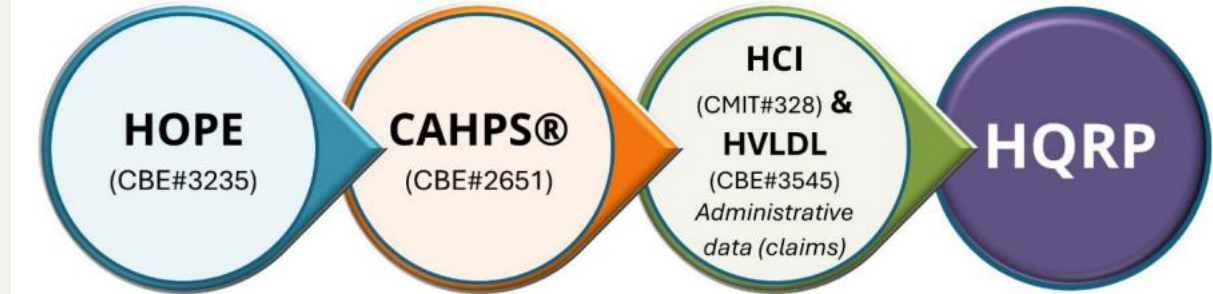 HOPE
(CBE#3235)
CAHPS®
(CBE#2651)
HCI
(CMIT#328) &
HVLDL
(CBE#3545)
Administrative
data (claims)
HQRP